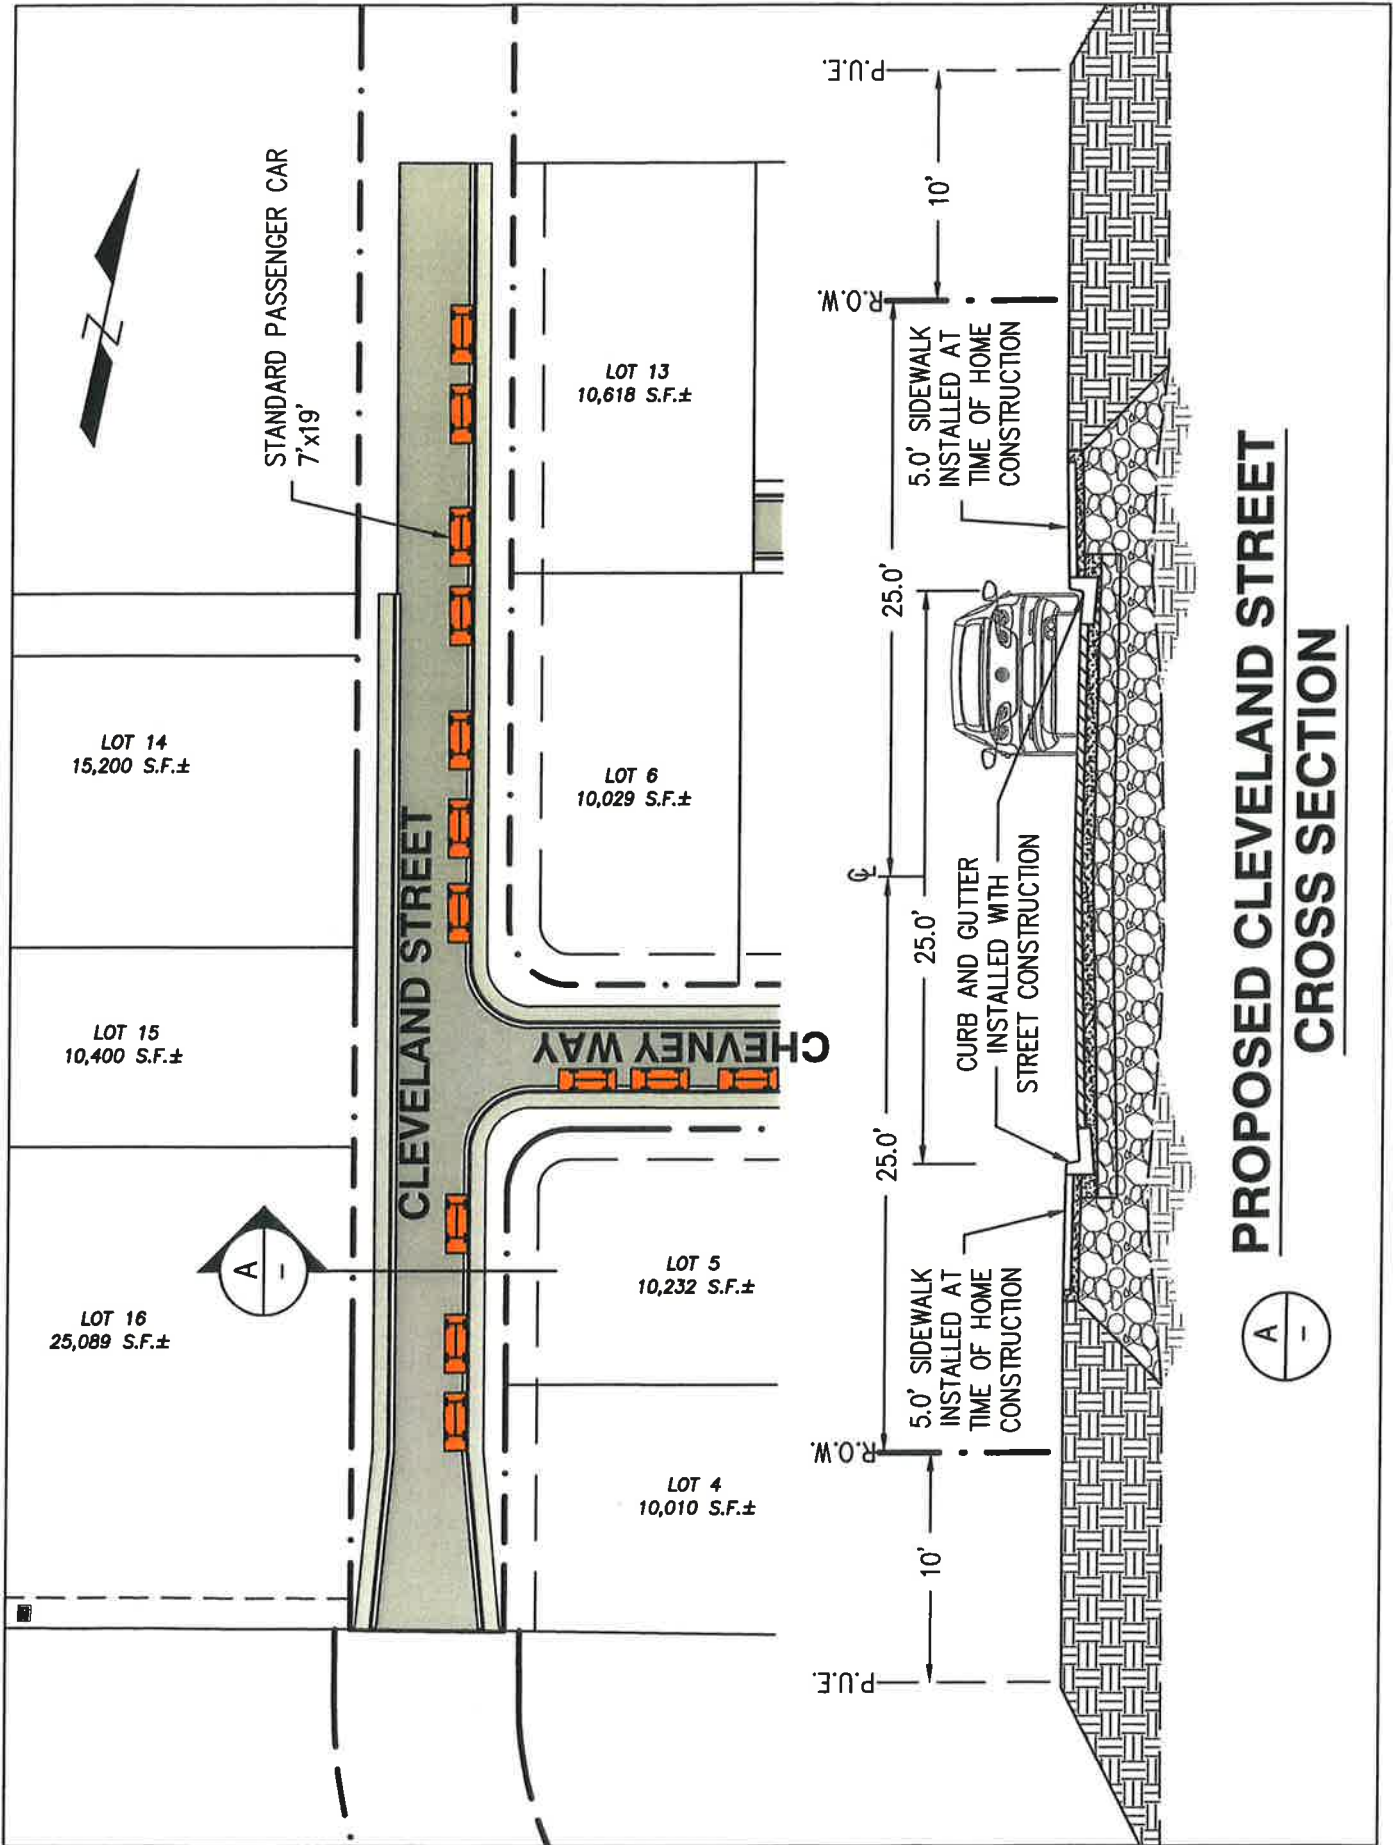 Z
STANDARD PASSENGER CAR
7'x19'
LOT 14
15,200 S.F.±
LOT 15
10,400 S.F.±
LOT 16
25,089 S.F.±
A
-
CLEVELAND STREET
CHEVNEY WAY
LOT 13
10,618 S.F.±
LOT 6
10,029 S.F.±
LOT 5
10,232 S.F.±
LOT 4
10,010 S.F.±
P.U.E.
10'
R.O.W.
25.0'
℄
25.0'
R.O.W.
10'
P.U.E.
25.0'
5.0' SIDEWALK
INSTALLED AT
TIME OF HOME
CONSTRUCTION
CURB AND GUTTER
INSTALLED WITH
STREET CONSTRUCTION
5.0' SIDEWALK
INSTALLED AT
TIME OF HOME
CONSTRUCTION
A
-
PROPOSED CLEVELAND STREET
CROSS SECTION